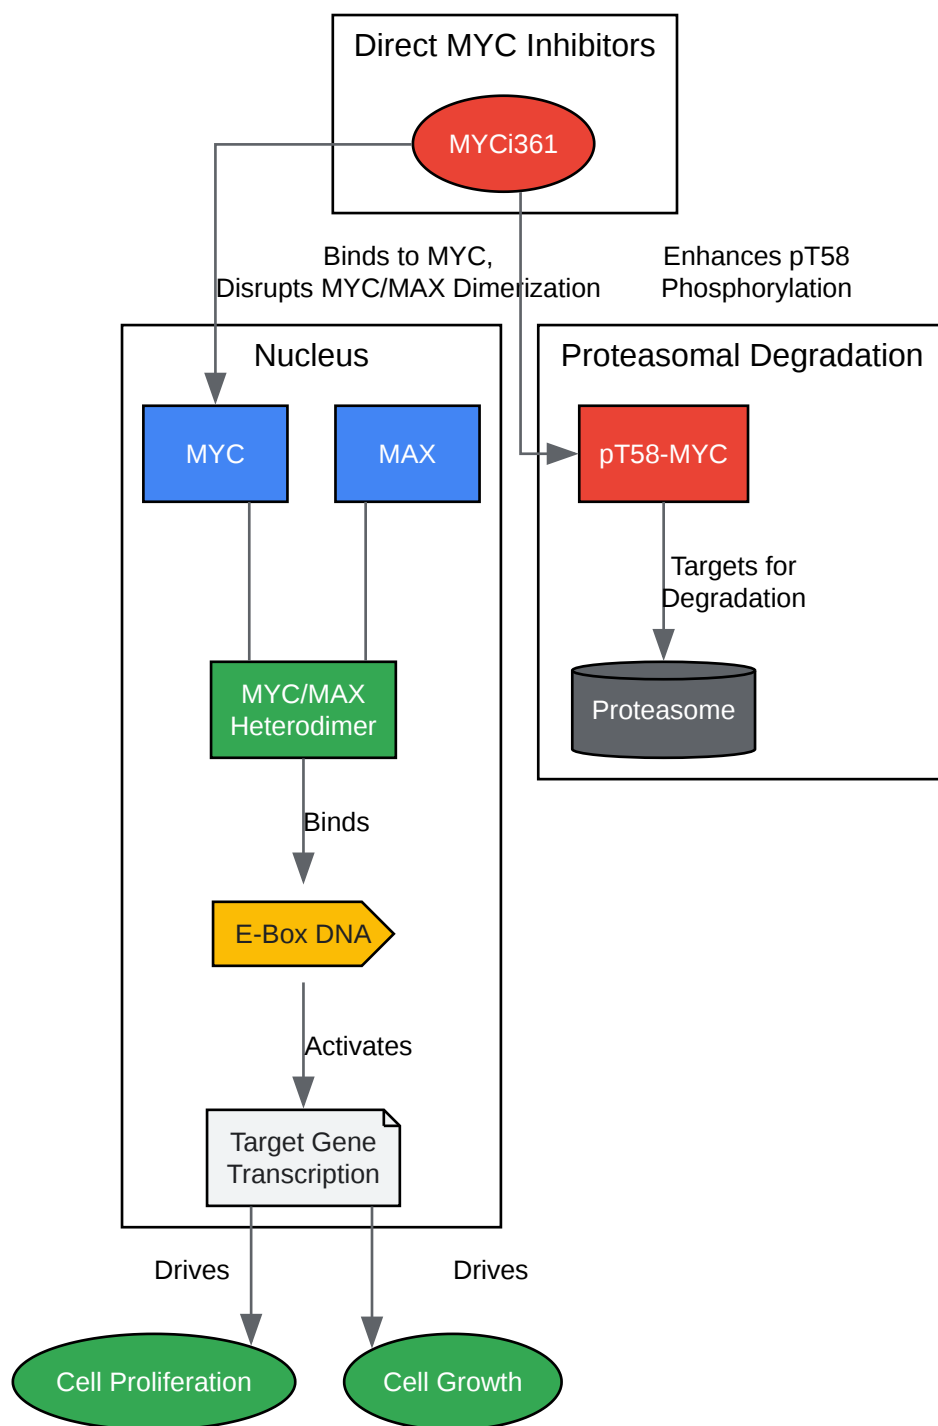 Direct MYC Inhibitors
MYCi361
Binds to MYC,
Disrupts MYC/MAX Dimerization
Enhances pT58
Phosphorylation
Nucleus
Proteasomal Degradation
MYC
MAX
pT58-MYC
Targets for
Degradation
MYC/MAX
Heterodimer
Proteasome
Binds
E-Box DNA
Activates
Target Gene
Transcription
Drives
Drives
Cell Proliferation
Cell Growth